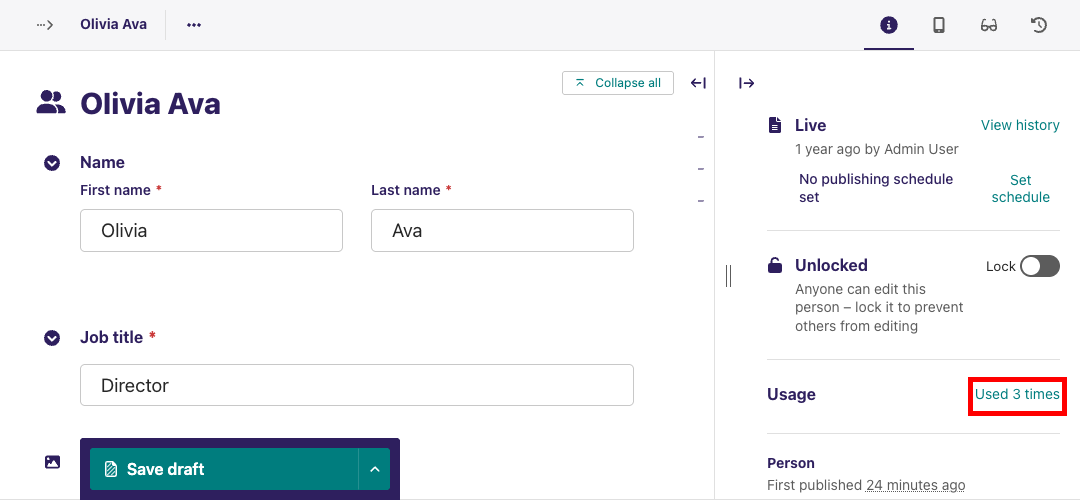 Olivia Ava
Collapse all
Olivia Ava
Name
First name *
Last name *
Olivia
Ava
Job title *
Director
Save draft
Live
View history
1 year ago by Admin User
No publishing schedule
set
Set
schedule
Unlocked
Lock
Anyone can edit this
person – lock it to prevent
others from editing
Usage
Used 3 times
Person
First published 24 minutes ago